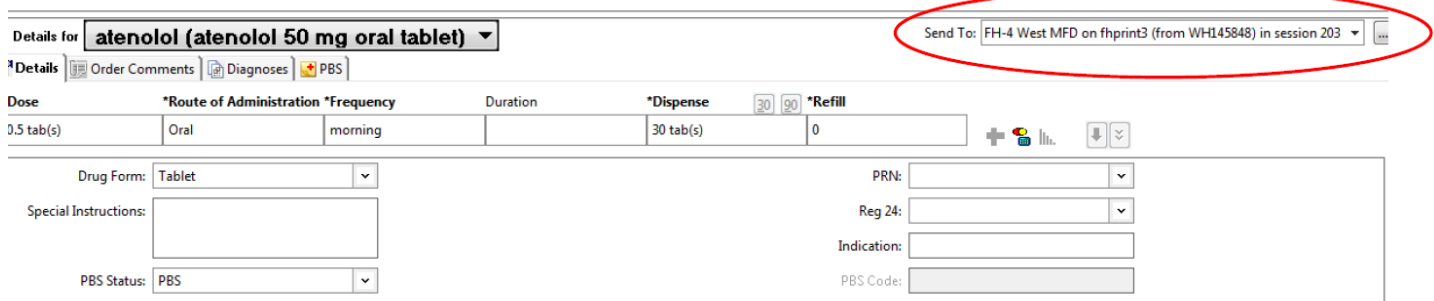 Details for atenolol (atenolol 50 mg oral tablet) Send To: FH-4 West MFD on fhprint3 (from WH145848) in session 203 ...
Details Order Comments Diagnoses PBS
Dose *Route of Administration *Frequency Duration *Dispense 30 90 *Refill
0.5 tab(s) Oral morning 30 tab(s) 0
Drug Form: Tablet PRN:
Special Instructions: Reg 24:
Indication:
PBS Status: PBS PBS Code: